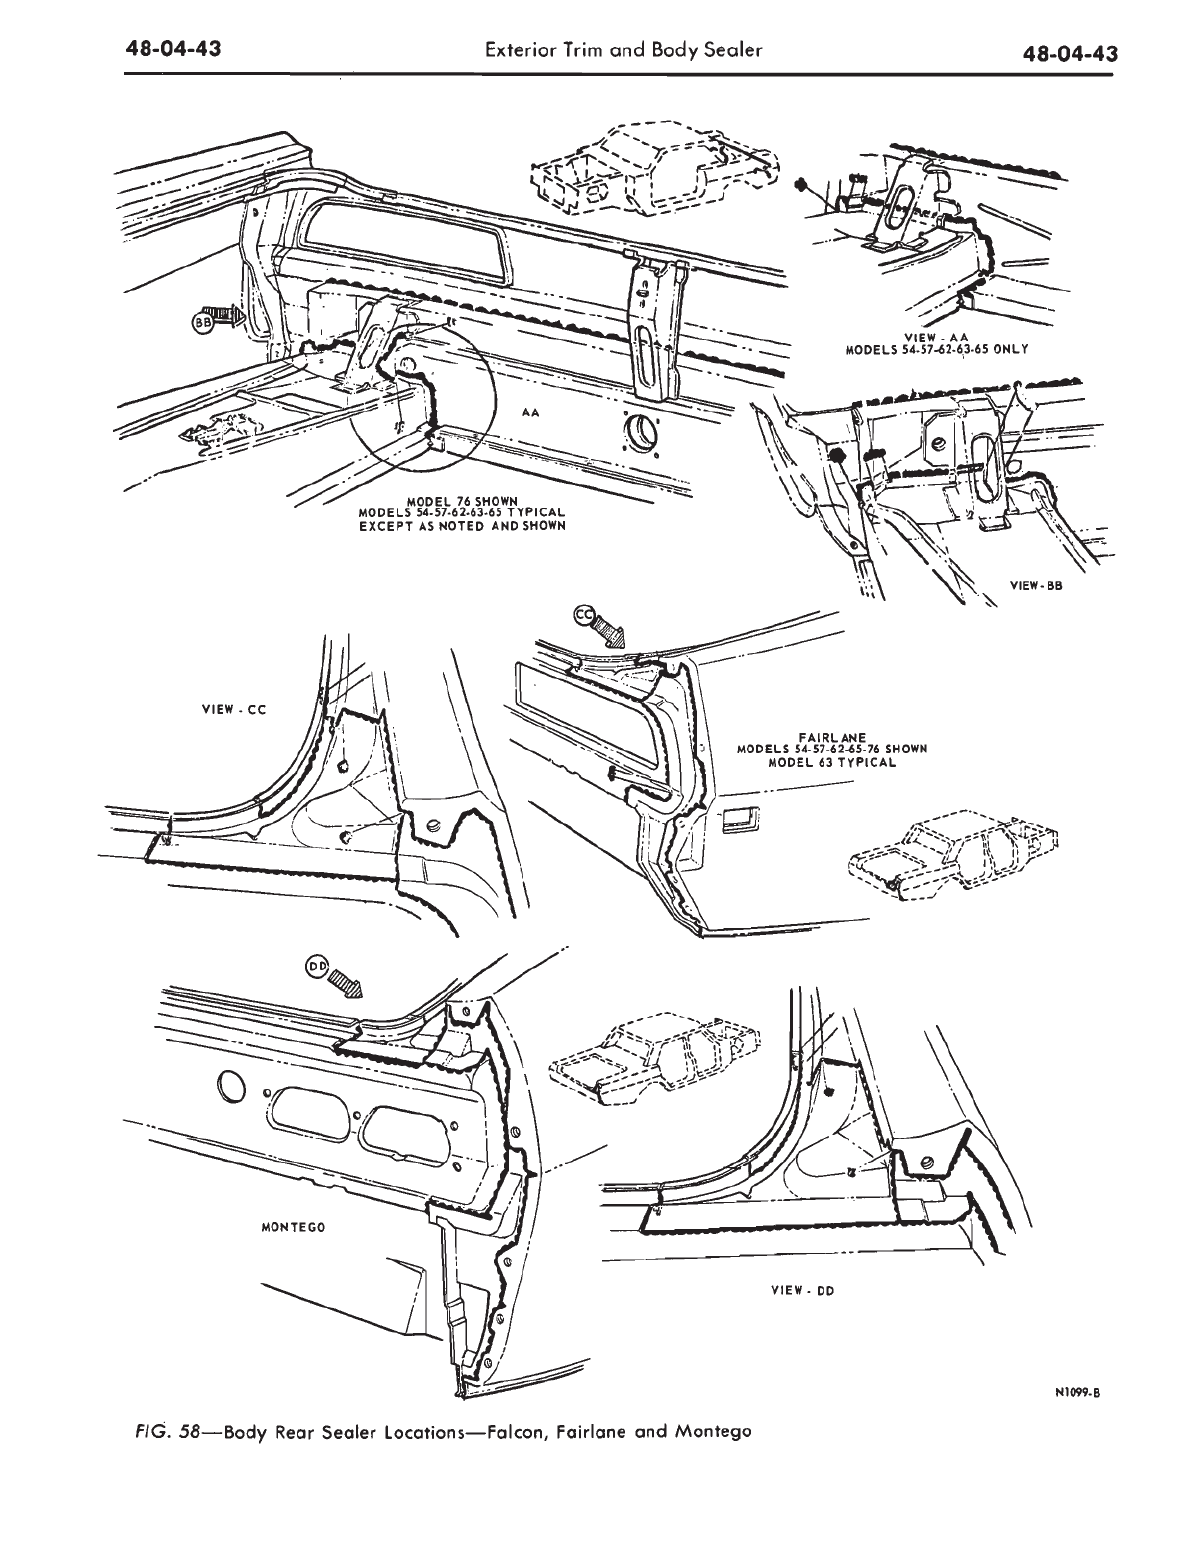 48-04-43
Exterior Trim and Body Sealer
48-04-43
VIEW - AA
MODELS 54-57-62-63-65 ONLY
BB
AA
MODEL 76 SHOWN
MODELS 54-57-62-63-65 TYPICAL
EXCEPT AS NOTED AND SHOWN
VIEW - BB
CC
VIEW - CC
FAIRLANE
MODELS 54-57-62-65-76 SHOWN
MODEL 63 TYPICAL
DD
MONTEGO
VIEW - DD
N1099-B
FIG. 58—Body Rear Sealer Locations—Falcon, Fairlane and Montego